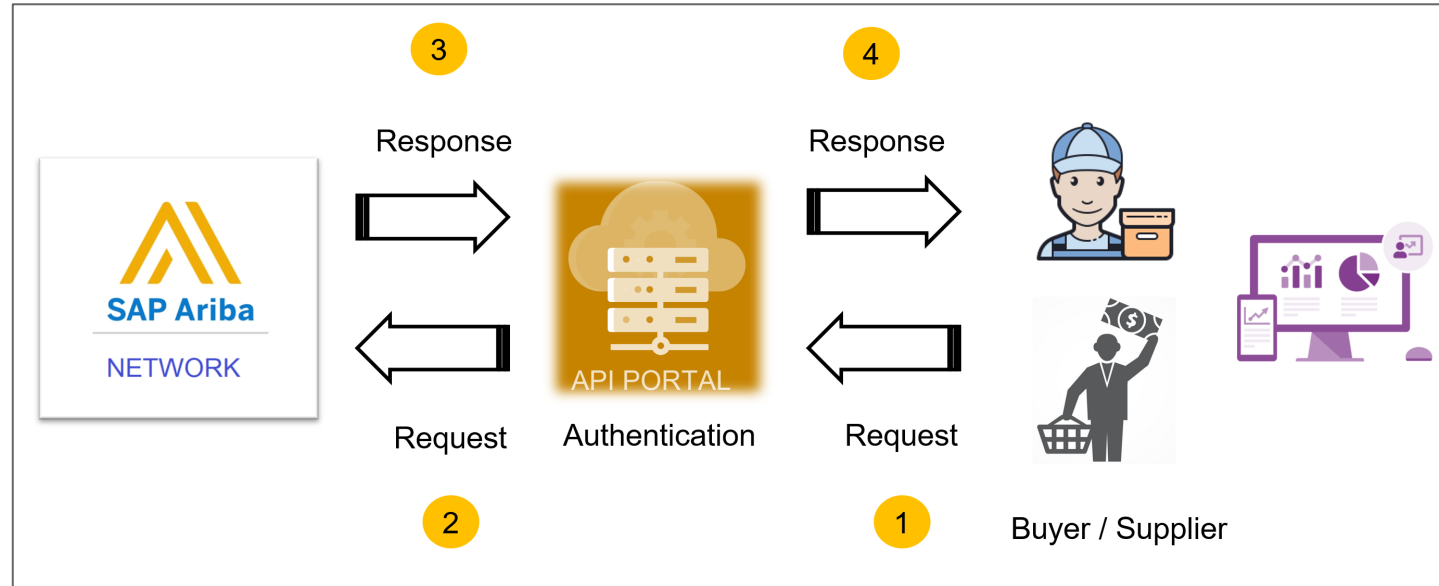 3
4
Response
Response
SAP Ariba
NETWORK
API PORTAL
$
Request
Authentication
Request
2
1
Buyer / Supplier